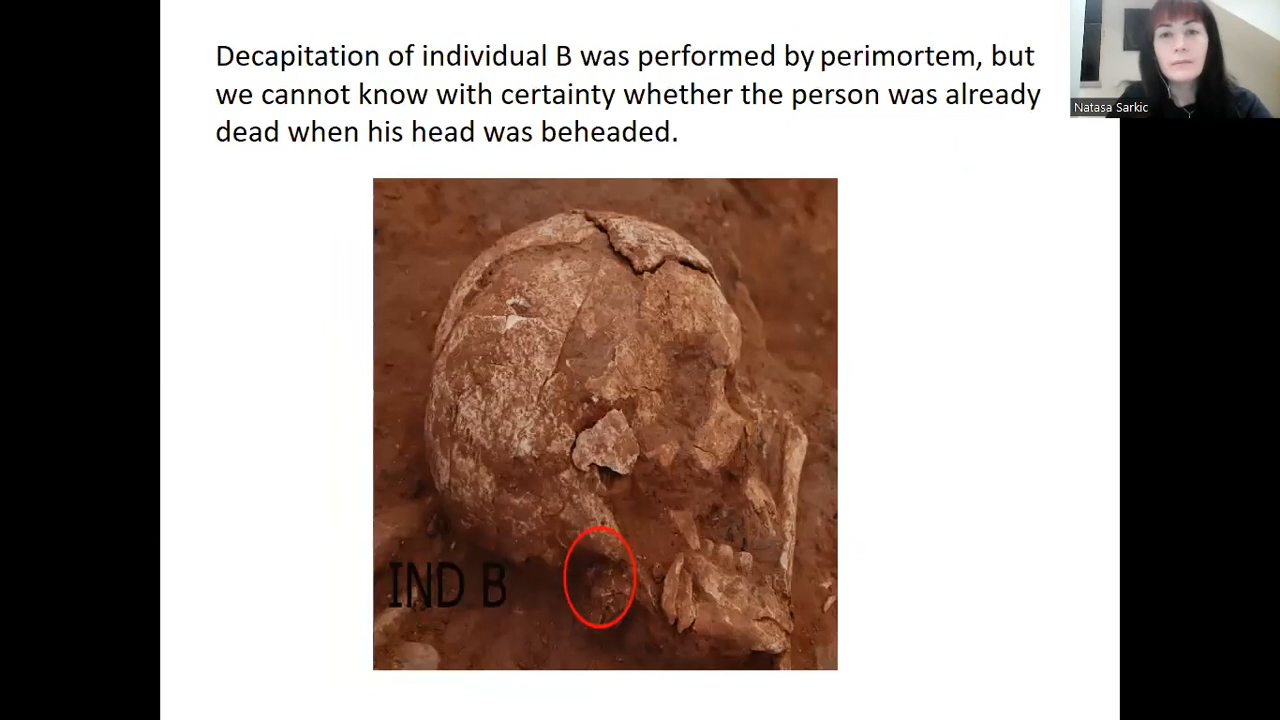 Decapitation of individual B was performed by perimortem, but
we cannot know with certainty whether the person was already
dead when his head was beheaded.
Natasa Sarkic
IND B